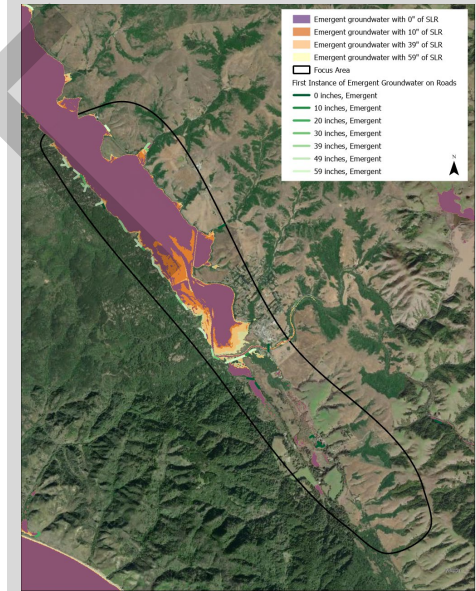 Emergent groundwater with 0" of SLR
Emergent groundwater with 10" of SLR
Emergent groundwater with 39" of SLR
Emergent groundwater with 59" of SLR
Focus Area
First Instance of Emergent Groundwater on Roads
0 inches, Emergent
10 inches, Emergent
20 inches, Emergent
30 inches, Emergent
39 inches, Emergent
49 inches, Emergent
59 inches, Emergent
N